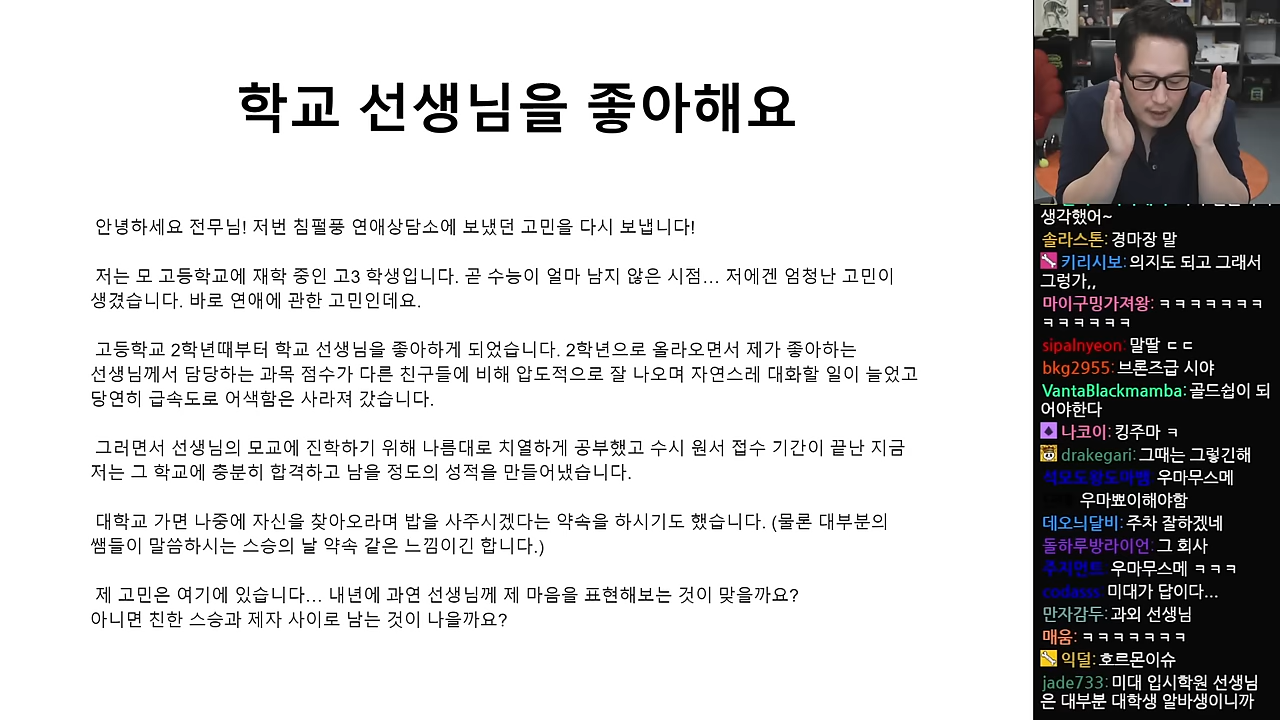 학교 선생님을 좋아해요
안녕하세요 전무님! 저번 침펄풍 연애상담소에 보냈던 고민을 다시 보냅니다!
저는 모 고등학교에 재학 중인 고3 학생입니다. 곧 수능이 얼마 남지 않은 시점... 저에겐 엄청난 고민이
생겼습니다. 바로 연애에 관한 고민인데요.
고등학교 2학년때부터 학교 선생님을 좋아하게 되었습니다. 2학년으로 올라오면서 제가 좋아하는
선생님께서 담당하는 과목 점수가 다른 친구들에 비해 압도적으로 잘 나오며 자연스레 대화할 일이 늘었고
당연히 급속도로 어색함은 사라져 갔습니다.
그러면서 선생님의 모교에 진학하기 위해 나름대로 치열하게 공부했고 수시 원서 접수 기간이 끝난 지금
저는 그 학교에 충분히 합격하고 남을 정도의 성적을 만들어냈습니다.
대학교 가면 나중에 자신을 찾아오라며 밥을 사주시겠다는 약속을 하시기도 했습니다. (물론 대부분의
쌤들이 말씀하시는 스승의 날 약속 같은 느낌이긴 합니다.)
제 고민은 여기에 있습니다... 내년에 과연 선생님께 제 마음을 표현해보는 것이 맞을까요?
아니면 친한 스승과 제자 사이로 남는 것이 나을까요?
생각했어~
솔라스톤: 경마장 말
키리시보: 의지도 되고 그래서
그렁가,,
마이구밍가져왕: ㅋㅋㅋㅋㅋㅋㅋ
ㅋㅋㅋㅋㅋㅋ
sipalnyeon: 말딸 ㄷㄷ
bkg2955: 브론즈급 시야
VantaBlackmamba: 골드쉽이 되
어야한다
나코이: 킹주마 ㅋ
drakegari: 그때는 그렇긴해
우마무스메
우마뾰이해야함
데오늬달비: 주차 잘하겠네
돌하루방라이언: 그 회사
주지먼트: 우마무스메 ㅋㅋㅋ
codasss: 미대가 답이다...
만자감두: 과외 선생님
매움: ㅋㅋㅋㅋㅋㅋㅋ
익덜: 호르몬이슈
jade733: 미대 입시학원 선생님
은 대부분 대학생 알바생이니까